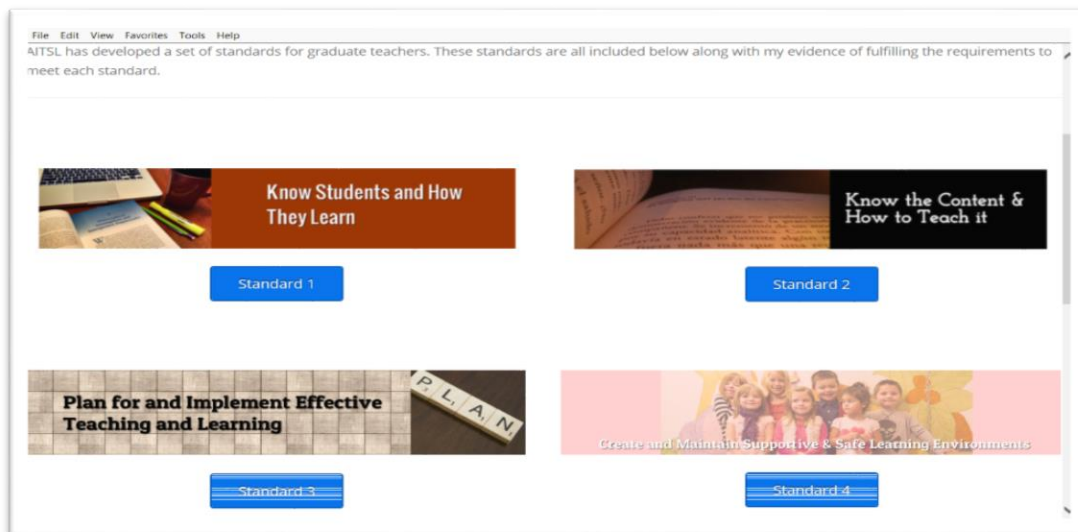 File Edit View Favorites Tools Help
AITSL has developed a set of standards for graduate teachers. These standards are all included below along with my evidence of fulfilling the requirements to
meet each standard.
Know Students and How
They Learn
Know the Content &
How to Teach it
Standard 1
Standard 2
Plan for and Implement Effective
Teaching and Learning
PLAN
Create and Maintain Supportive & Safe Learning Environments
Standard 3
Standard 4